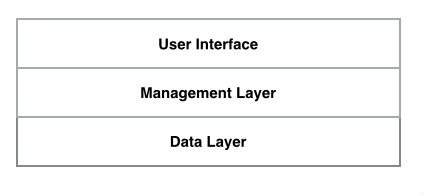 User Interface
Management Layer
Data Layer